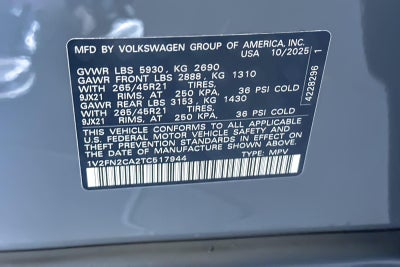 MFD BY VOLKSWAGEN GROUP OF AMERICA, INC.
USA 10/2025
GVWR LBS 5930, KG 2690
GAWR FRONT LBS 2888, KG 1310
WITH 265/45R21 TIRES,
9JX21 RIMS, AT 250 KPA, 36 PSI COLD
GAWR REAR LBS 3153, KG 1430
WITH 265/45R21 TIRES,
9JX21 RIMS, AT 250 KPA, 36 PSI COLD
THIS VEHICLE CONFORMS TO ALL APPLICABLE
U.S. FEDERAL MOTOR VEHICLE SAFETY AND
THEFT PREVENTION STANDARDS IN EFFECT ON THE
DATE OF MANUFACTURE SHOWN ABOVE.
1V2FN2CA2TC517944 TYPE: MPV
4228296 1